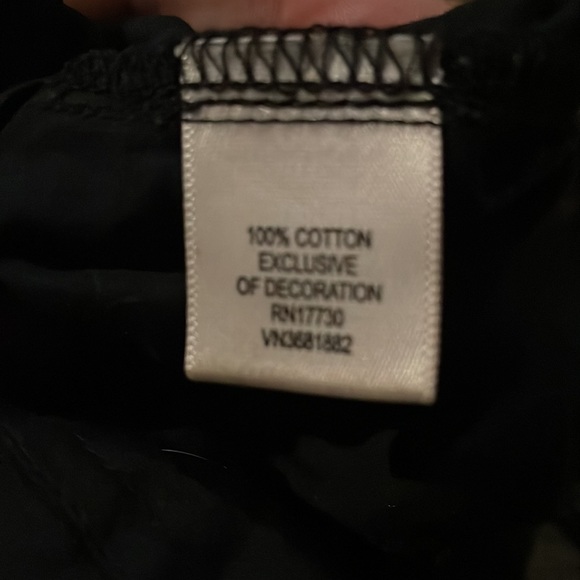 100% COTTON
EXCLUSIVE
OF DECORATION
RN17730
VN3681882